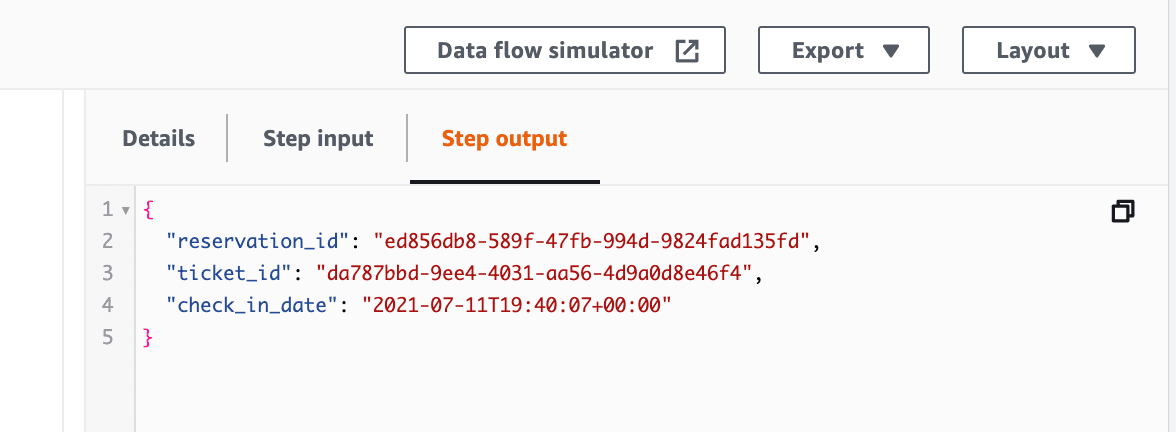 Data flow simulator Export Layout
Details Step input Step output
1 {
2 "reservation_id": "ed856db8-589f-47fb-994d-9824fad135fd",
3 "ticket_id": "da787bbd-9ee4-4031-aa56-4d9a0d8e46f4",
4 "check_in_date": "2021-07-11T19:40:07+00:00"
5 }